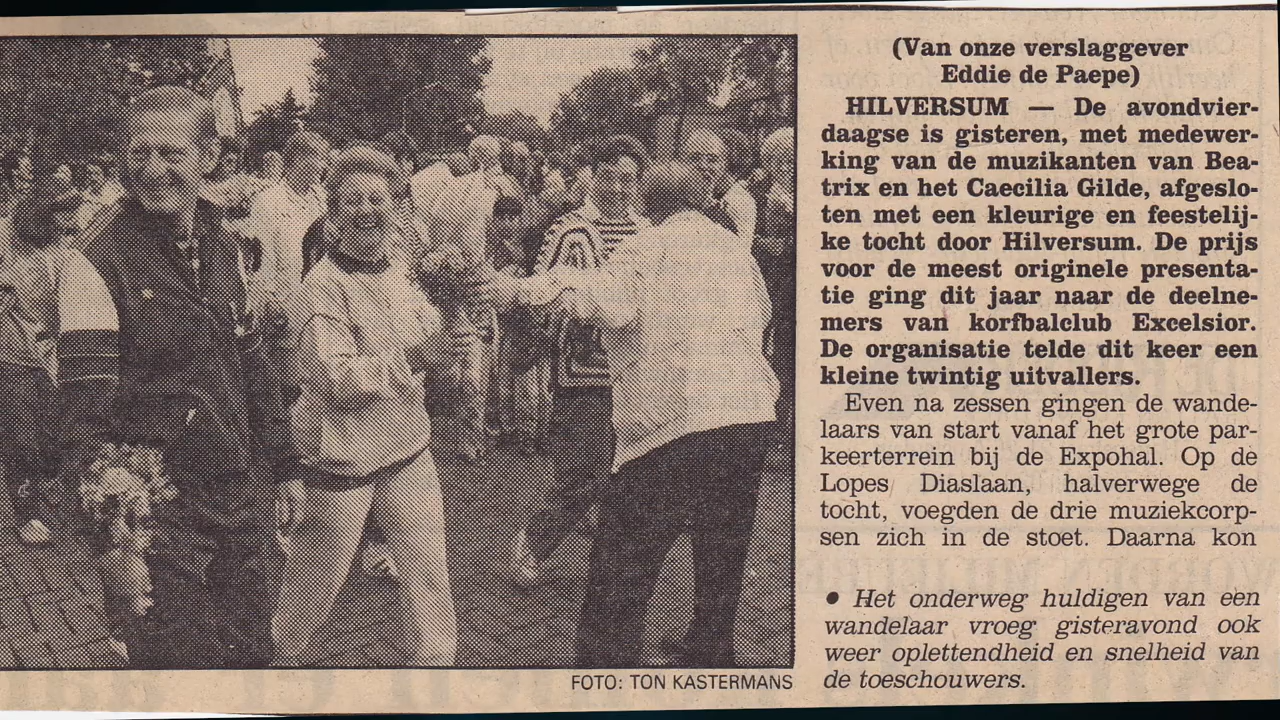 (Van onze verslaggever
Eddie de Paepe)
HILVERSUM — De avondvier-
daagse is gisteren, met medewer-
king van de muzikanten van Bea-
trix en het Caecilia Gilde, afgeslo-
ten met een kleurige en feestelij-
ke tocht door Hilversum. De prijs
voor de meest originele presenta-
tie ging dit jaar naar de deelne-
mers van korfbalclub Excelsior.
De organisatie telde dit keer een
kleine twintig uitvallers.
Even na zessen gingen de wande-
laars van start vanaf het grote par-
keerterrein bij de Expohal. Op de
Lopes Diaslaan, halverwege de
tocht, voegden de drie muziekcorp-
sen zich in de stoet. Daarna kon
• Het onderweg huldigen van een
wandelaar vroeg gisteravond ook
weer oplettendheid en snelheid van
de toeschouwers.
FOTO: TON KASTERMANS